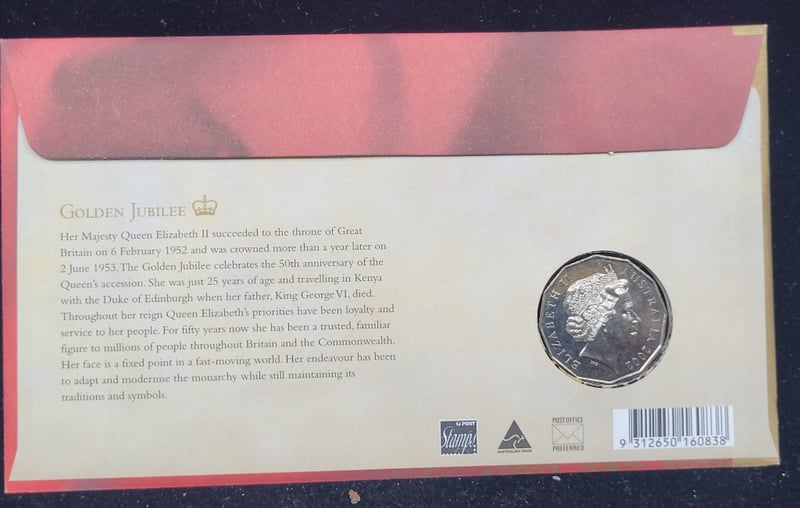 GOLDEN JUBILEE
Her Majesty Queen Elizabeth II succeeded to the throne of Great
Britain on 6 February 1952 and was crowned more than a year later on
2 June 1953. The Golden Jubilee celebrates the 50th anniversary of the
Queen's accession. She was just 25 years of age and travelling in Kenya
with the Duke of Edinburgh when her father, King George VI, died.
Throughout her reign Queen Elizabeth's priorities have been loyalty and
service to her people. For fifty years now she has been a trusted, familiar
figure to millions of people throughout Britain and the Commonwealth.
Her face is a fixed point in a fast-moving world. Her endeavour has been
to adapt and modernise the monarchy while still maintaining its
traditions and symbols.
ELIZABETH II AUSTRALIA 2002
POST
Stamp!
AUSTRALIAN MADE
POST OFFICE
PREFERRED
9 312650 160838